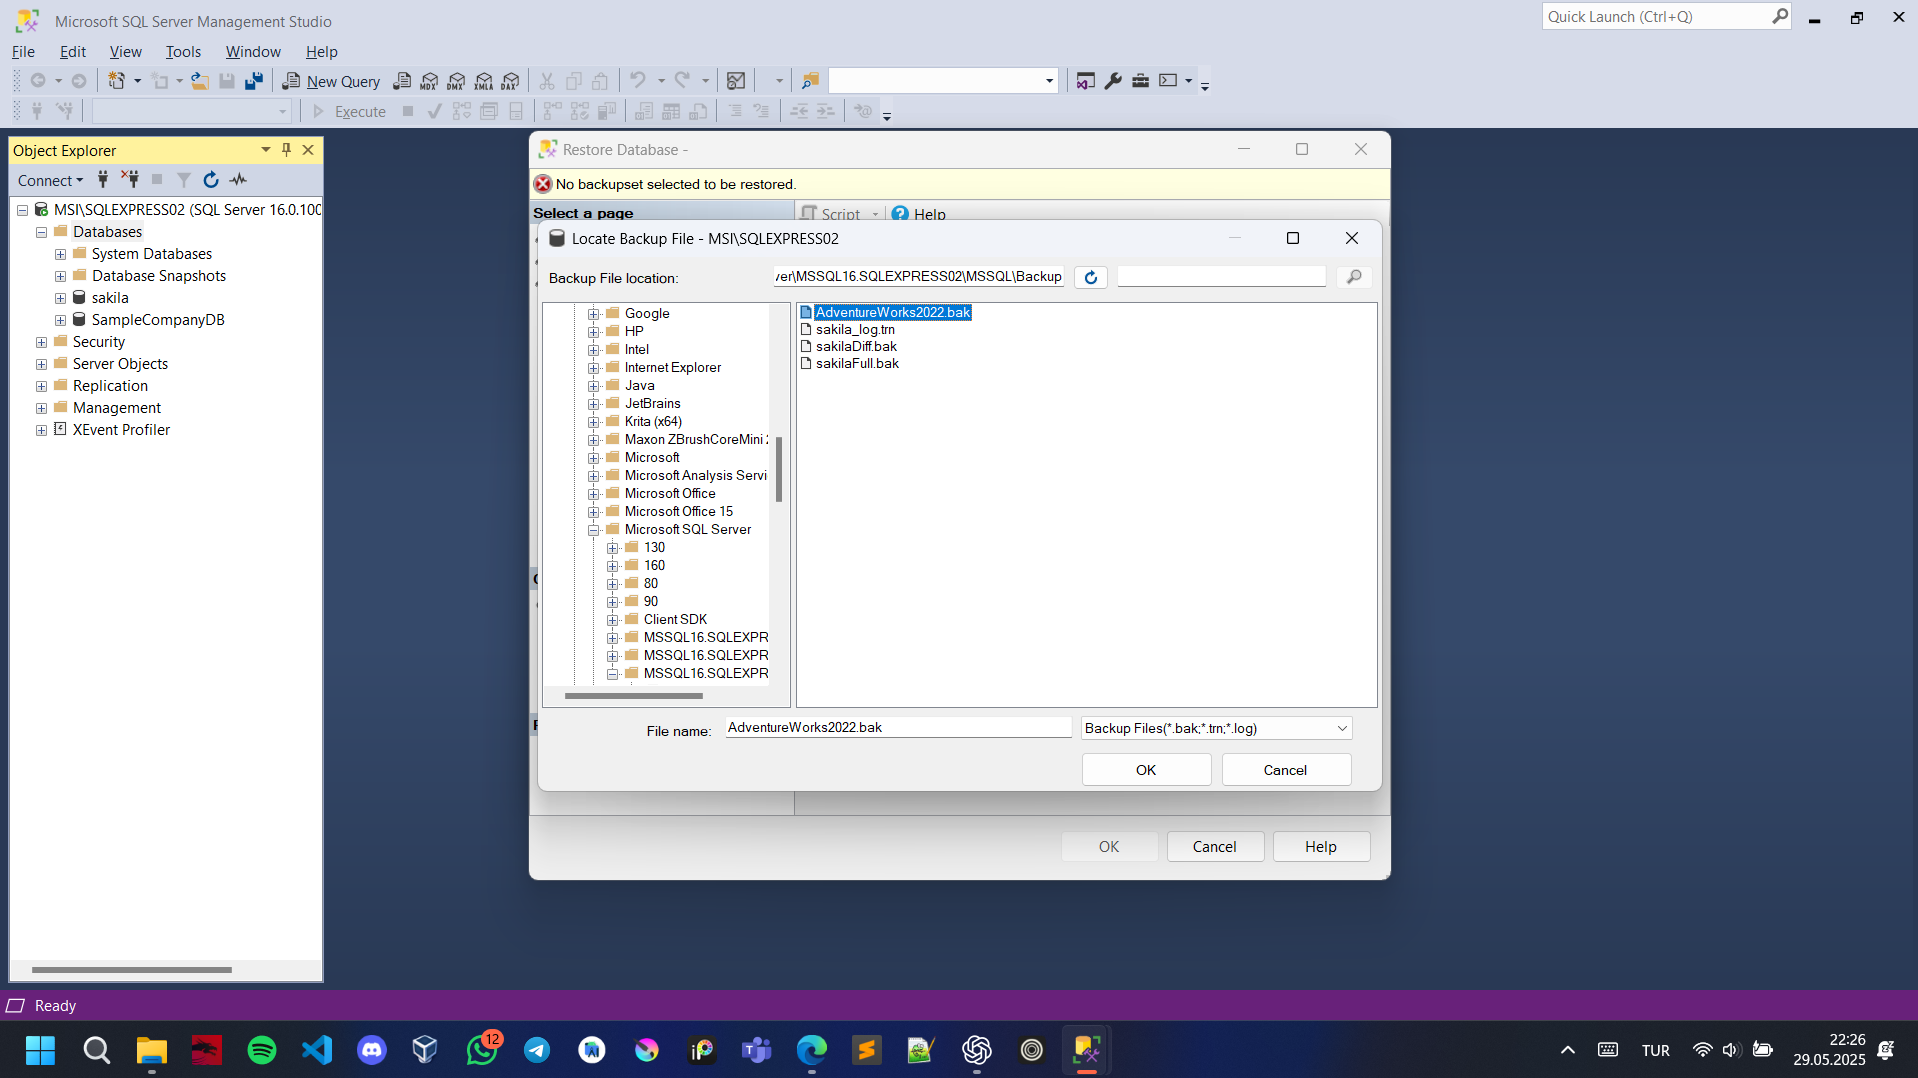 Microsoft SQL Server Management Studio
Quick Launch (Ctrl+Q)
File Edit View Tools Window Help
New Query MDX DMX XMLA DAX
Execute
Object Explorer
Connect
MSI\SQLEXPRESS02 (SQL Server 16.0.100
Databases
System Databases
Database Snapshots
sakila
SampleCompanyDB
Security
Server Objects
Replication
Management
XEvent Profiler
Restore Database -
No backupset selected to be restored.
Select a page
Script Help
Locate Backup File - MSI\SQLEXPRESS02
Backup File location:
ver\MSSQL16.SQLEXPRESS02\MSSQL\Backup
Google
HP
Intel
Internet Explorer
Java
JetBrains
Krita (x64)
Maxon ZBrushCoreMini
Microsoft
Microsoft Analysis Servi
Microsoft Office
Microsoft Office 15
Microsoft SQL Server
130
160
80
90
Client SDK
MSSQL16.SQLEXPR
MSSQL16.SQLEXPR
MSSQL16.SQLEXPR
AdventureWorks2022.bak
sakila_log.trn
sakilaDiff.bak
sakilaFull.bak
File name:
AdventureWorks2022.bak
Backup Files(*.bak;*.trn;*.log)
OK
Cancel
OK
Cancel
Help
Ready
12
TUR
22:26
29.05.2025